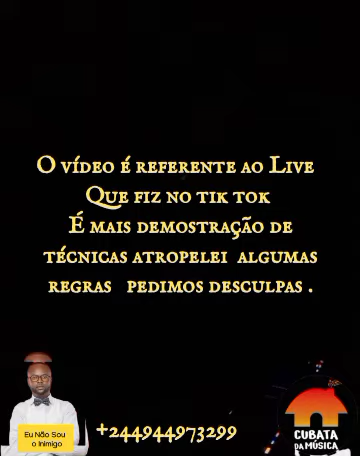 O vídeo é referente ao Live
Que fiz no tik tok
É mais demostração de
técnicas atropelei algumas
regras pedimos desculpas .
Eu Não Sou
o Inimigo
+244944973299
CUBATA
DA MÚSICA